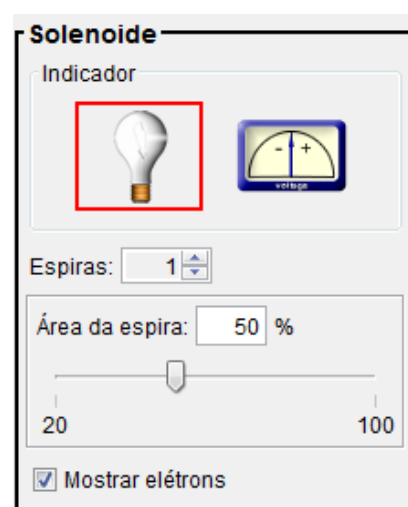 Solenoide
Indicador
- +
voltage
Espiras: 1
Área da espira: 50 %
20 100
Mostrar elétrons